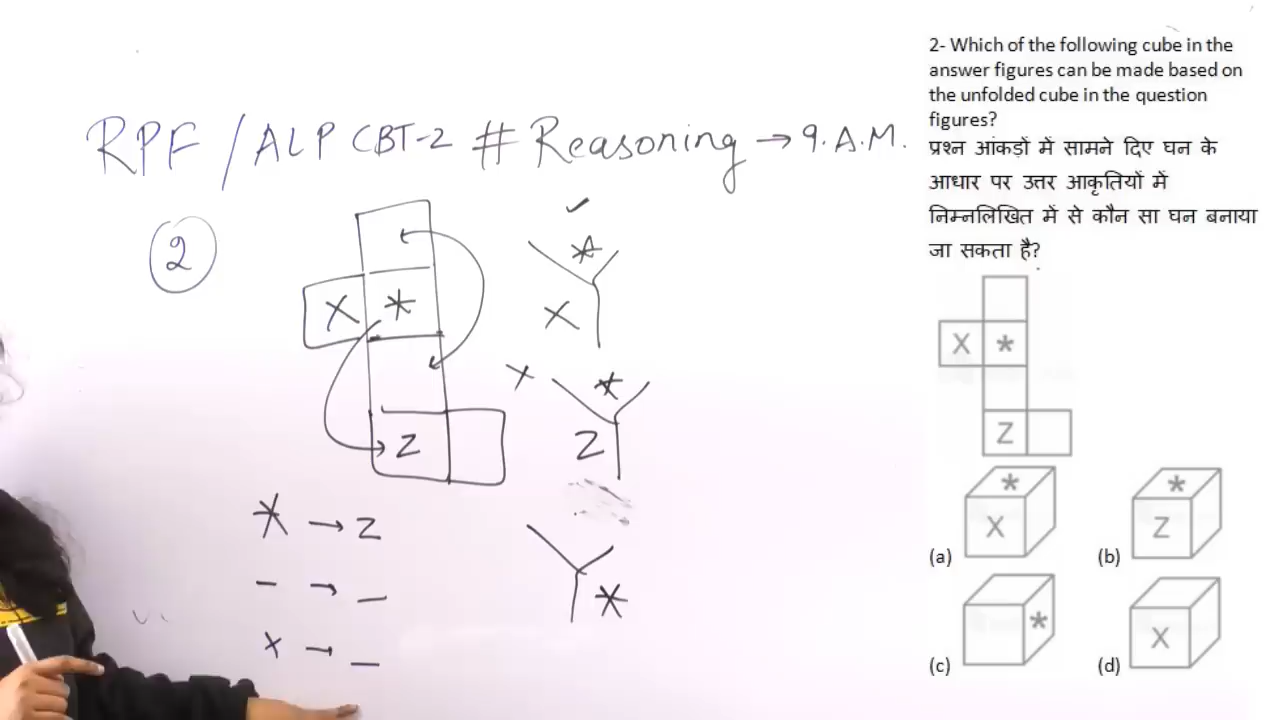 RPF / ALP CBT-2 # Reasoning → 9. A.M.
2
X *
Z
* → Z
- → -
x → -
✓
*
X
x
*
Z
*
2- Which of the following cube in the
answer figures can be made based on
the unfolded cube in the question
figures?
प्रश्न आंकड़ों में सामने दिए घन के
आधार पर उत्तर आकृतियों में
निम्नलिखित में से कौन सा घन बनाया
जा सकता है?
X *
Z
(a) * X
(b) * Z
(c) *
(d) X